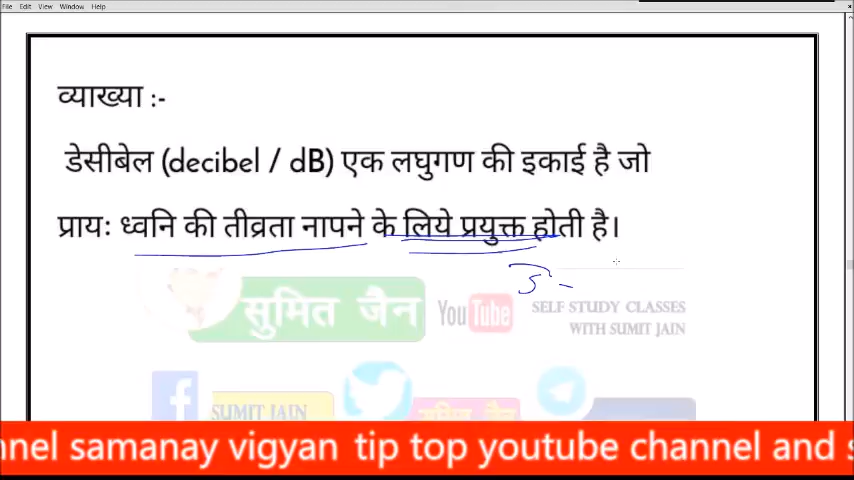 File Edit View Window Help
व्याख्या :-
डेसीबेल (decibel / dB) एक लघुगण की इकाई है जो
प्रायः ध्वनि की तीव्रता नापने के लिये प्रयुक्त होती है।
सुमित जैन
YouTube
SELF STUDY CLASSES
WITH SUMIT JAIN
SUMIT JAIN
सुमित जैन
nnel samanay vigyan tip top youtube channel and s